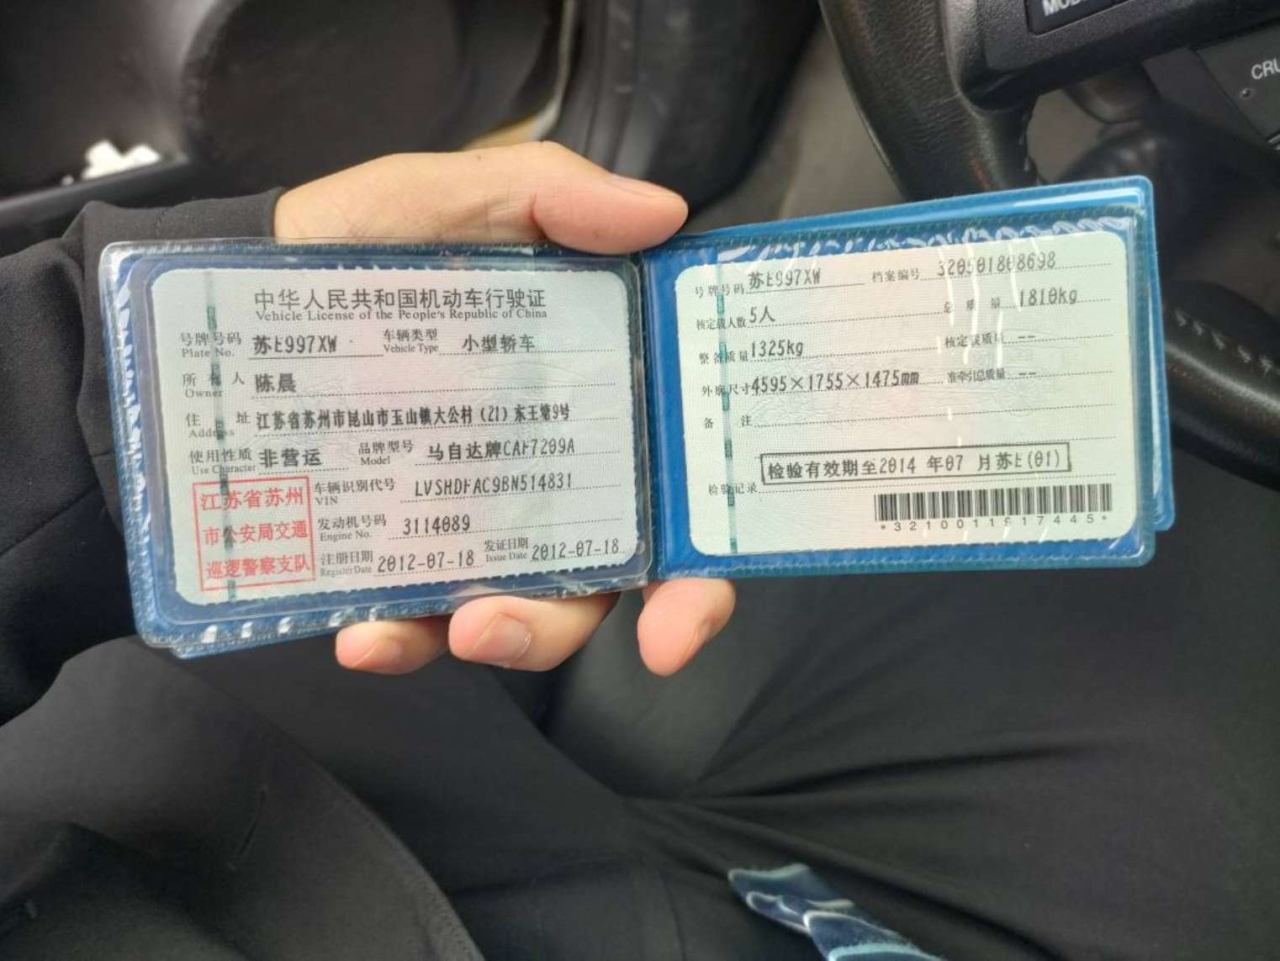 中华人民共和国机动车行驶证
Vehicle License of the People's Republic of China
号牌号码 苏E997XW 车辆类型 小型轿车
Plate No. Vehicle Type
所有人 陈晨
Owner
住址 江苏省苏州市昆山市玉山镇大公村(21)东王塘9号
Address
使用性质 非营运 品牌型号 马自达牌CAF7209A
Use Character Model
江苏省苏州
市公安局交通
巡逻警察支队
车辆识别代号 LVSHDFAC9BN514831
VIN
发动机号码 3114089
Engine No.
注册日期 2012-07-18 发证日期 2012-07-18
Register Date Issue Date
号牌号码 苏E997XW 档案编号 320501808698
核定载人数 5人 总质量 1810kg
整备质量 1325kg 核定载质量 --
外廓尺寸 4595×1755×1475mm 准牵引总质量 --
备注
检验有效期至2014 年07 月苏E(01)
检验记录
*3210011917445*